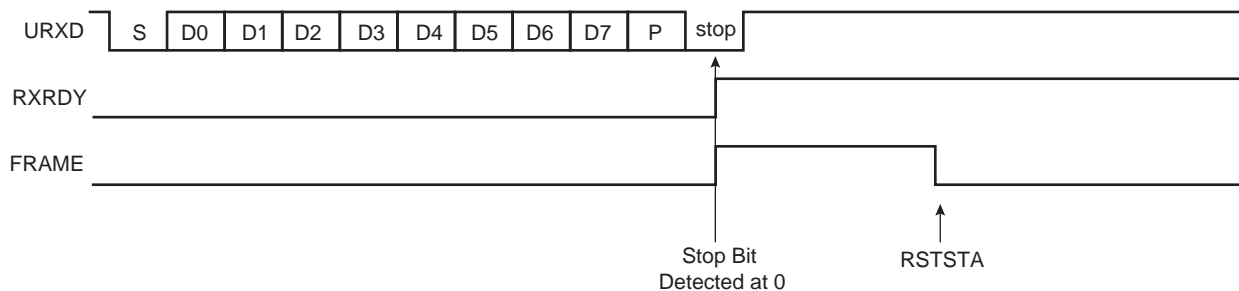 URXD S D0 D1 D2 D3 D4 D5 D6 D7 P stop
RXRDY
FRAME
Stop Bit
Detected at 0
RSTSTA